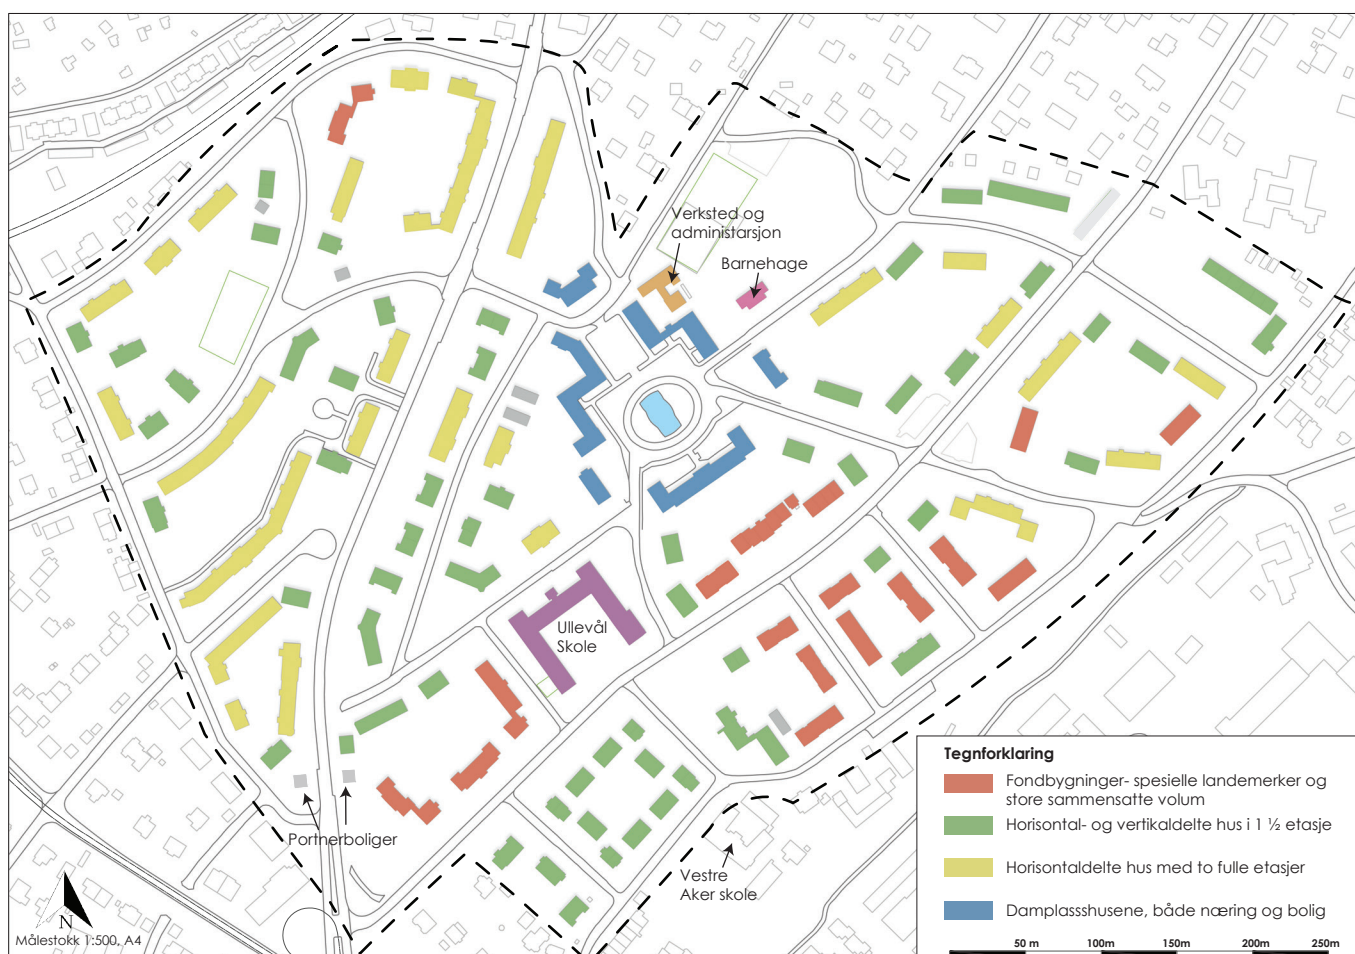 Verksted og
administarsjon
Barnehage
Ullevål
Skole
Portnerboliger
Vestre
Aker skole
N
Målestokk 1:500, A4
Tegnforklaring
Fondbygninger- spesielle landemerker og
store sammensatte volum
Horisontal- og vertikaldelte hus i 1 ½ etasje
Horisontaldelte hus med to fulle etasjer
Damplassshusene, både næring og bolig
50 m 100m 150m 200m 250m